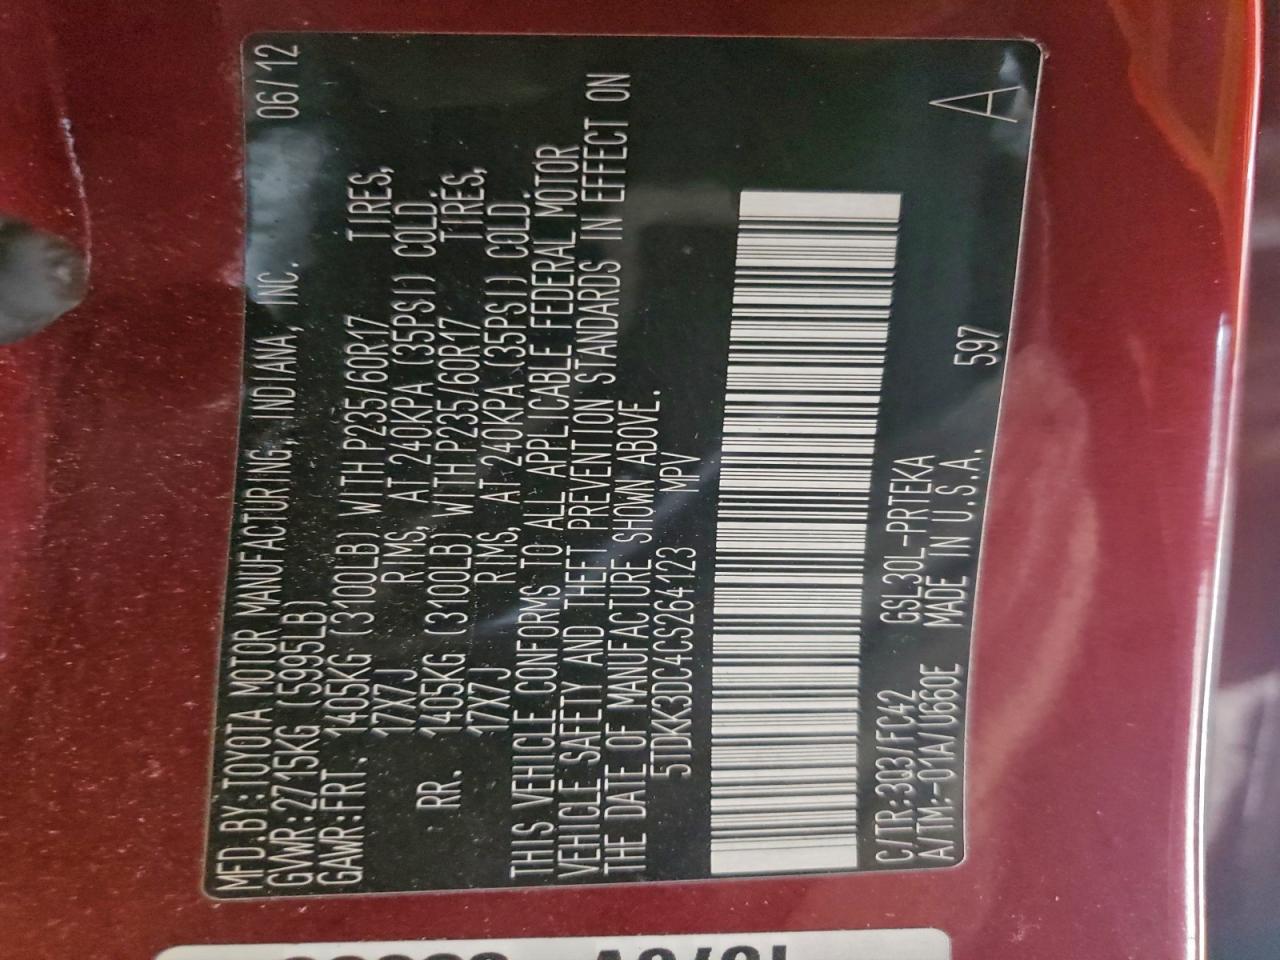 MFD.BY:TOYOTA MOTOR MANUFACTURING, INDIANA, INC. 06/12
GVWR:2715KG (5995LB)
GAWR:FRT. 1405KG (3100LB) WITH P235/60R17 TIRES,
17X7J RIMS, AT 240KPA (35PSI) COLD.
RR. 1405KG (3100LB) WITH P235/60R17 TIRES,
17X7J RIMS, AT 240KPA (35PSI) COLD.
THIS VEHICLE CONFORMS TO ALL APPLICABLE FEDERAL MOTOR
VEHICLE SAFETY AND THEFT PREVENTION STANDARDS IN EFFECT ON
THE DATE OF MANUFACTURE SHOWN ABOVE.
5TDKK3DC4CS264123 MPV
C/TR:3Q3/FC42 GSL30L-PRTEKA
A/TM:-01A/U660E MADE IN U.S.A. 597 A